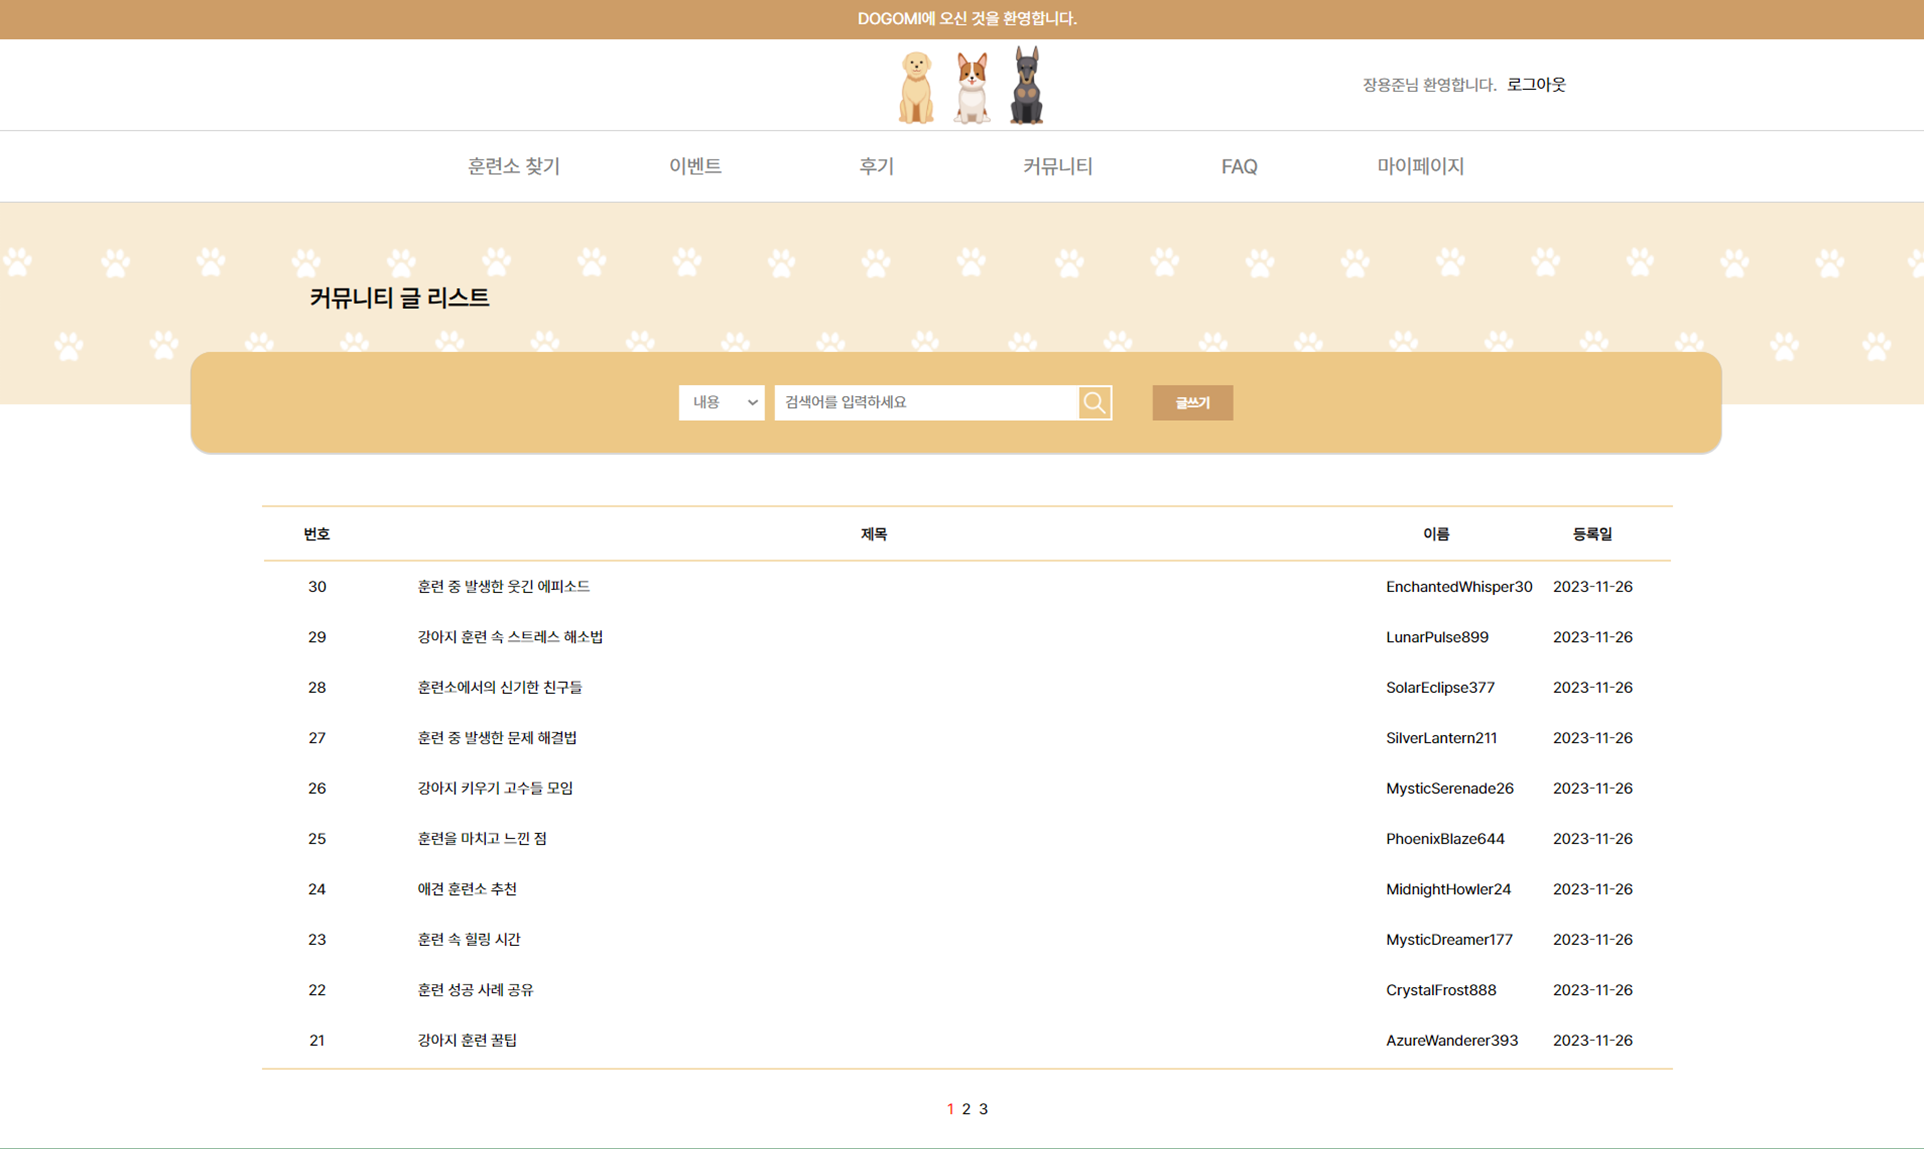 DOGOMI에 오신 것을 환영합니다.
장용준님 환영합니다. 로그아웃
훈련소 찾기 이벤트 후기 커뮤니티 FAQ 마이페이지
커뮤니티 글 리스트
내용 검색어를 입력하세요 글쓰기
번호 제목 이름 등록일
30 훈련 중 발생한 웃긴 에피소드 EnchantedWhisper30 2023-11-26
29 강아지 훈련 속 스트레스 해소법 LunarPulse899 2023-11-26
28 훈련소에서의 신기한 친구들 SolarEclipse377 2023-11-26
27 훈련 중 발생한 문제 해결법 SilverLantern211 2023-11-26
26 강아지 키우기 고수들 모임 MysticSerenade26 2023-11-26
25 훈련을 마치고 느낀 점 PhoenixBlaze644 2023-11-26
24 애견 훈련소 추천 MidnightHowler24 2023-11-26
23 훈련 속 힐링 시간 MysticDreamer177 2023-11-26
22 훈련 성공 사례 공유 CrystalFrost888 2023-11-26
21 강아지 훈련 꿀팁 AzureWanderer393 2023-11-26
1 2 3